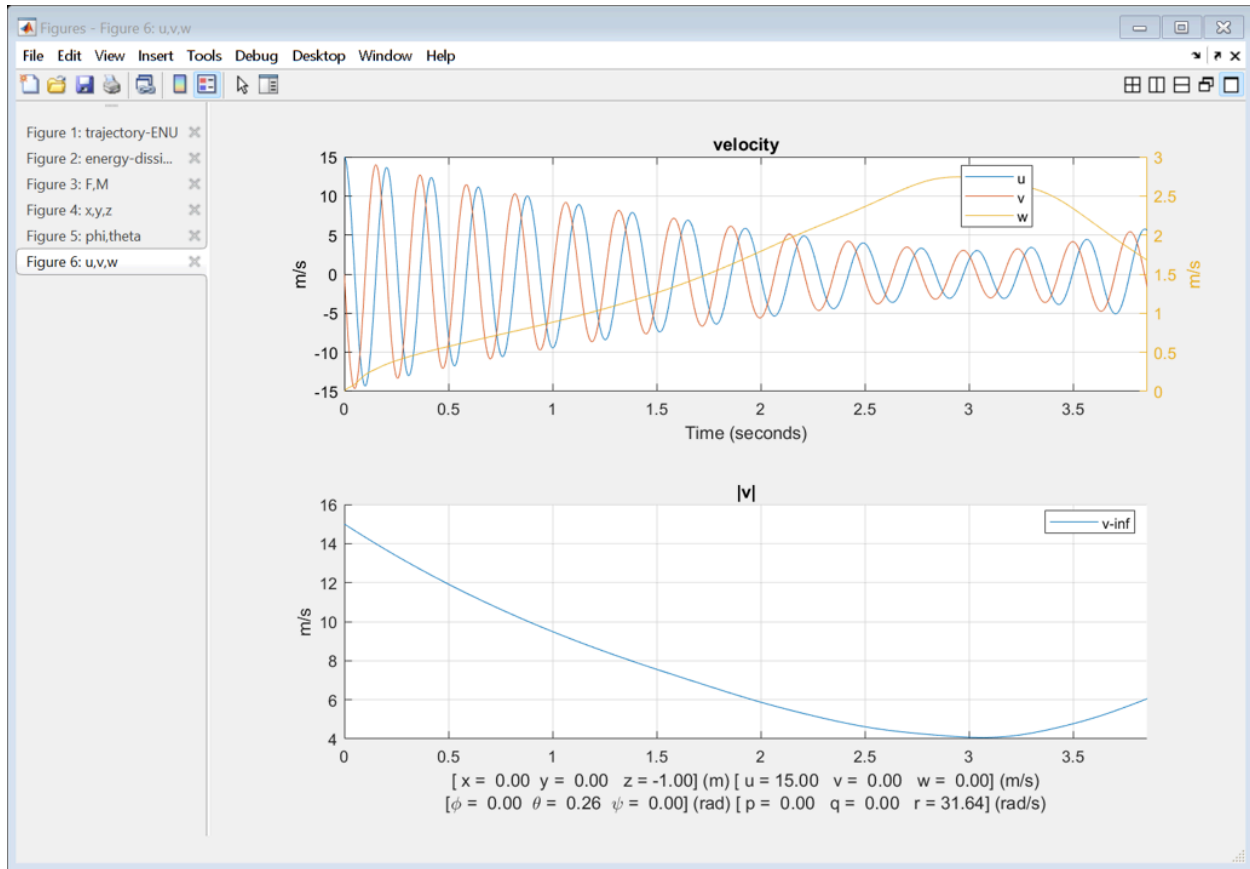 Figures - Figure 6: u,v,w
File Edit View Insert Tools Debug Desktop Window Help
Figure 1: trajectory-ENU
Figure 2: energy-dissi...
Figure 3: F,M
Figure 4: x,y,z
Figure 5: phi,theta
Figure 6: u,v,w
velocity
15
10
5
0
-5
-10
-15
m/s
3
2.5
2
1.5
1
0.5
0
m/s
u
v
w
0 0.5 1 1.5 2 2.5 3 3.5
Time (seconds)
|v|
16
14
12
10
8
6
4
m/s
v-inf
0 0.5 1 1.5 2 2.5 3 3.5
[ x = 0.00 y = 0.00 z = -1.00] (m) [ u = 15.00 v = 0.00 w = 0.00] (m/s)
[ϕ = 0.00 θ = 0.26 ψ = 0.00] (rad) [ p = 0.00 q = 0.00 r = 31.64] (rad/s)